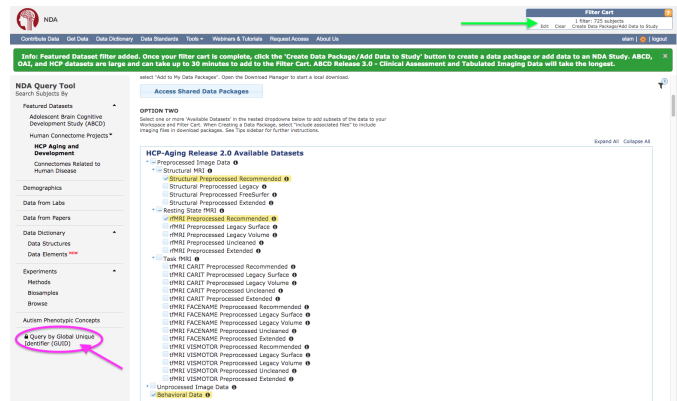 NDA
Filter Cart
?
1 filter: 725 subjects
Edit Clear Create Data Package/Add Data to Study
Contribute Data Get Data Data Dictionary Data Standards Tools Webinars & Tutorials Request Access About Us
elam | logout
Info: Featured Dataset filter added. Once your filter cart is complete, click the 'Create Data Package/Add Data to Study' button to create a data package or add data to an NDA Study. ABCD,
OAI, and HCP datasets are large and can take up to 30 minutes to add to the Filter Cart. ABCD Release 3.0 - Clinical Assessment and Tabulated Imaging Data will take the longest.
×
NDA Query Tool
Search Subjects By
Featured Datasets
Adolescent Brain Cognitive
Development Study (ABCD)
Human Connectome Projects
HCP Aging and
Development
Connectomes Related to
Human Disease
Demographics
Data from Labs
Data from Papers
Data Dictionary
Data Structures
Data Elements NEW
Experiments
Methods
Biosamples
Browse
Autism Phenotypic Concepts
Query by Global Unique
Identifier (GUID)
select "Add to My Data Packages". Open the Download Manager to start a local download.
Access Shared Data Packages
OPTION TWO
Select one or more 'Available Datasets' in the nested dropdowns below to add subsets of the data to your
Workspace and Filter Cart. When Creating a Data Package, select "Include associated files" to include
imaging files in download packages. See Tips sidebar for further instructions.
Expand All Collapse All
HCP-Aging Release 2.0 Available Datasets
Preprocessed Image Data
Structural MRI
Structural Preprocessed Recommended
Structural Preprocessed Legacy
Structural Preprocessed FreeSurfer
Structural Preprocessed Extended
Resting State fMRI
rfMRI Preprocessed Recommended
rfMRI Preprocessed Legacy Surface
rfMRI Preprocessed Legacy Volume
rfMRI Preprocessed Uncleaned
rfMRI Preprocessed Extended
Task fMRI
tfMRI CARIT Preprocessed Recommended
tfMRI CARIT Preprocessed Legacy Surface
tfMRI CARIT Preprocessed Legacy Volume
tfMRI CARIT Preprocessed Uncleaned
tfMRI CARIT Preprocessed Extended
tfMRI FACENAME Preprocessed Recommended
tfMRI FACENAME Preprocessed Legacy Surface
tfMRI FACENAME Preprocessed Legacy Volume
tfMRI FACENAME Preprocessed Uncleaned
tfMRI FACENAME Preprocessed Extended
tfMRI VISMOTOR Preprocessed Recommended
tfMRI VISMOTOR Preprocessed Legacy Surface
tfMRI VISMOTOR Preprocessed Legacy Volume
tfMRI VISMOTOR Preprocessed Uncleaned
tfMRI VISMOTOR Preprocessed Extended
Unprocessed Image Data
Behavioral Data